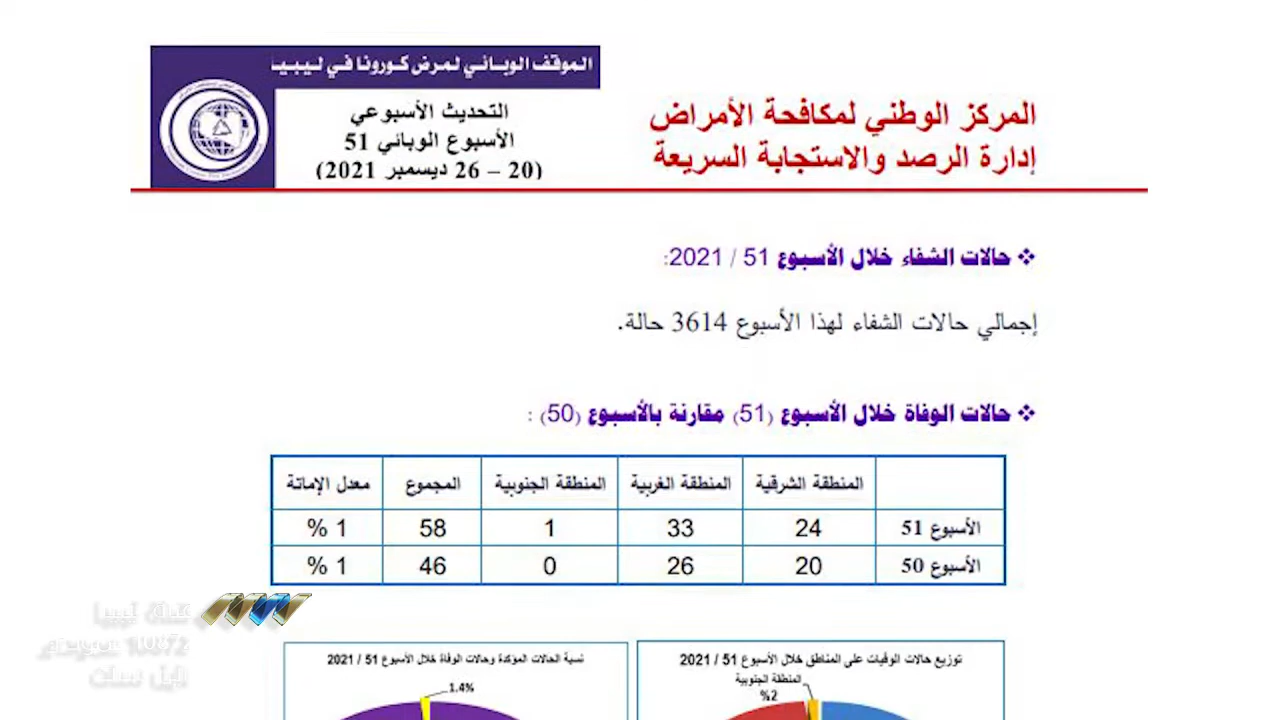 الموقف الوبائي لمرض كورونا في ليبيا
المركز الوطني لمكافحة الأمراض
إدارة الرصد والاستجابة السريعة
التحديث الأسبوعي
الأسبوع الوبائي 51
(20 – 26 ديسمبر 2021)
❖ حالات الشفاء خلال الأسبوع 51 / 2021:
إجمالي حالات الشفاء لهذا الأسبوع 3614 حالة.
❖ حالات الوفاة خلال الأسبوع (51) مقارنة بالأسبوع (50) :
المنطقة الشرقية المنطقة الغربية المنطقة الجنوبية المجموع معدل الإماتة
الأسبوع 51 24 33 1 58 1 %
الأسبوع 50 20 26 0 46 1 %
توزيع حالات الوفيات على المناطق خلال الأسبوع 51 / 2021
المنطقة الجنوبية
%2
نسبة الحالات المؤكدة وحالات الوفاة خلال الأسبوع 51 / 2021
1.4%
نايل سات